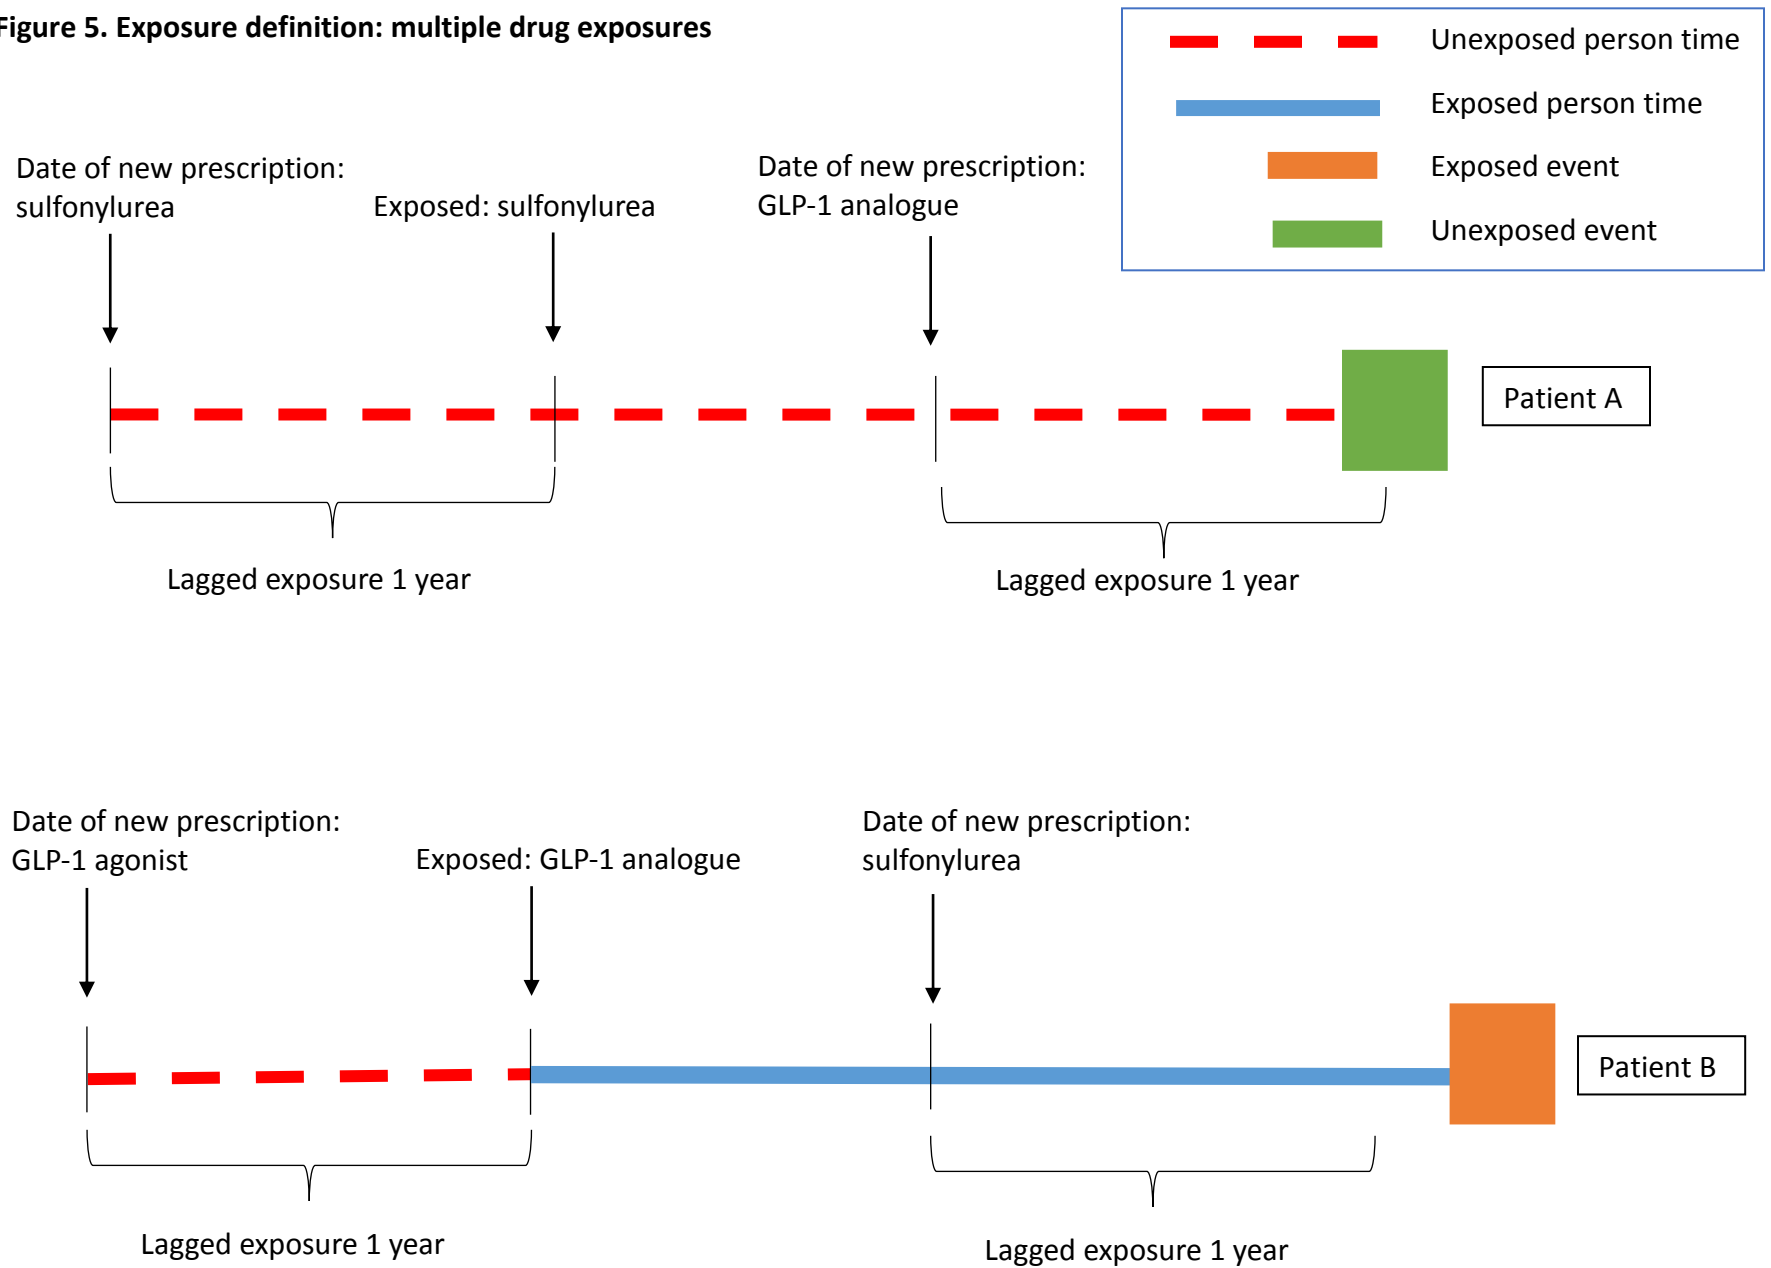 Figure 5. Exposure definition: multiple drug exposures
Unexposed person time
Exposed person time
Exposed event
Unexposed event
Date of new prescription:
sulfonylurea
Exposed: sulfonylurea
Date of new prescription:
GLP-1 analogue
Patient A
Lagged exposure 1 year
Lagged exposure 1 year
Date of new prescription:
GLP-1 agonist
Exposed: GLP-1 analogue
Date of new prescription:
sulfonylurea
Patient B
Lagged exposure 1 year
Lagged exposure 1 year